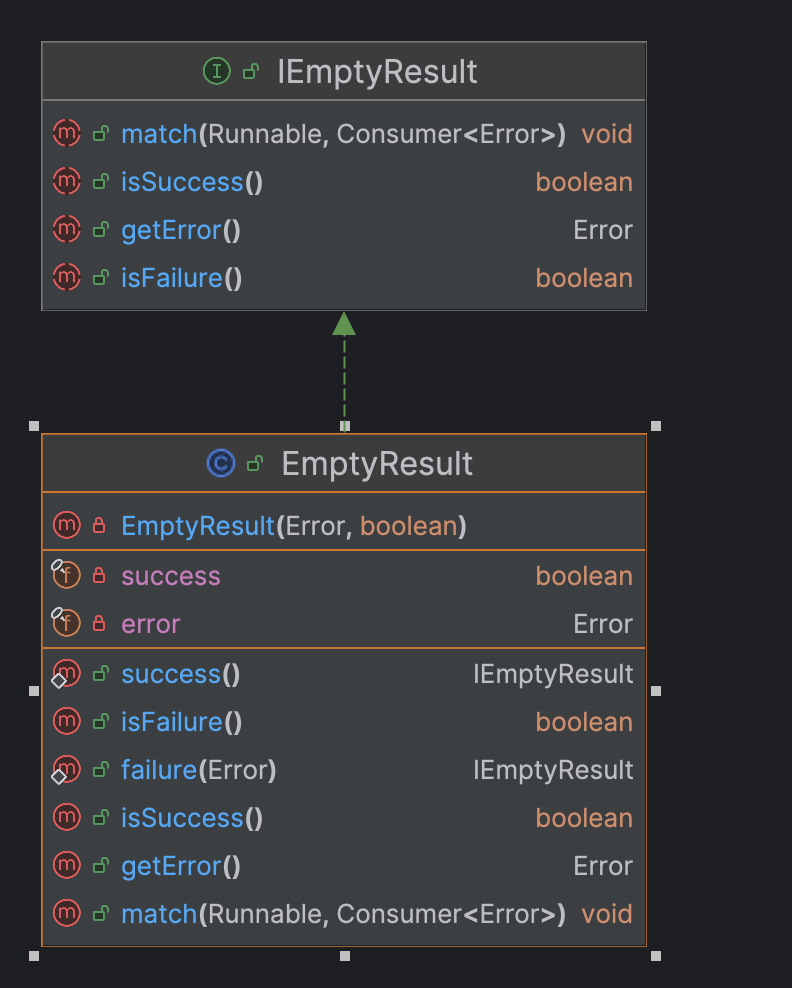 IEmptyResult
match(Runnable, Consumer<Error>) void
isSuccess() boolean
getError() Error
isFailure() boolean
EmptyResult
EmptyResult(Error, boolean)
success boolean
error Error
success() IEmptyResult
isFailure() boolean
failure(Error) IEmptyResult
isSuccess() boolean
getError() Error
match(Runnable, Consumer<Error>) void